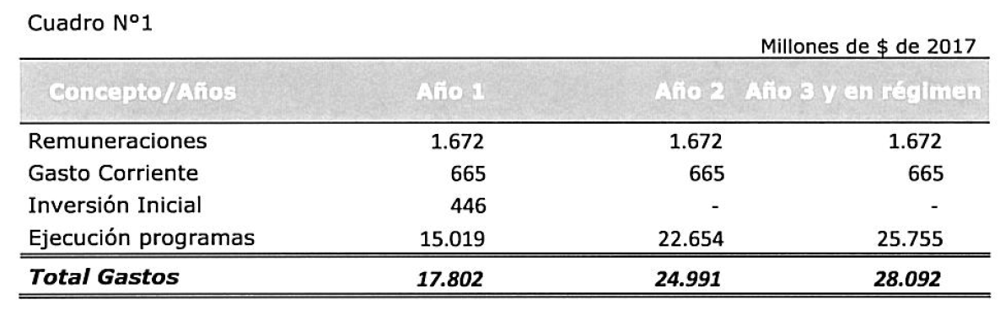 Cuadro N°1
Millones de $ de 2017
Concepto/Años Año 1 Año 2 Año 3 y en régimen
Remuneraciones 1.672 1.672 1.672
Gasto Corriente 665 665 665
Inversión Inicial 446 - -
Ejecución programas 15.019 22.654 25.755
Total Gastos 17.802 24.991 28.092